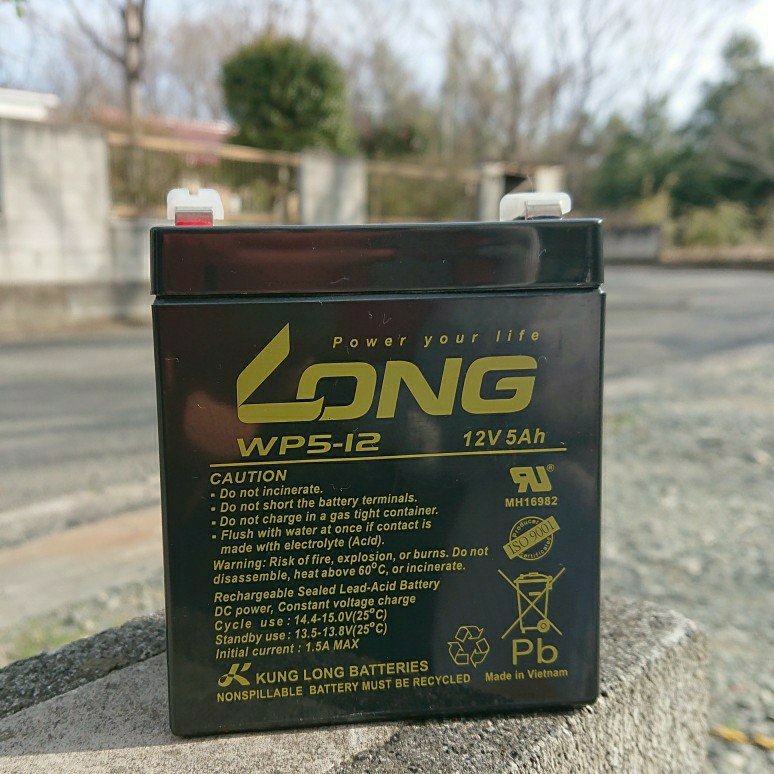 Power your life
LONG
WP5-12 12V 5Ah
CAUTION
▪ Do not incinerate.
▪ Do not short the battery terminals.
▪ Do not charge in a gas tight container.
▪ Flush with water at once if contact is
made with electrolyte (Acid).
Warning: Risk of fire, explosion, or burns. Do not
disassemble, heat above 60°C, or incinerate.
Rechargeable Sealed Lead-Acid Battery
DC power, Constant voltage charge
Cycle use : 14.4-15.0V(25°C)
Standby use : 13.5-13.8V(25°C)
Initial current : 1.5A MAX
KUNG LONG BATTERIES
NONSPILLABLE BATTERY MUST BE RECYCLED
RU®
MH16982
ISO 9001
Pb
Made in Vietnam